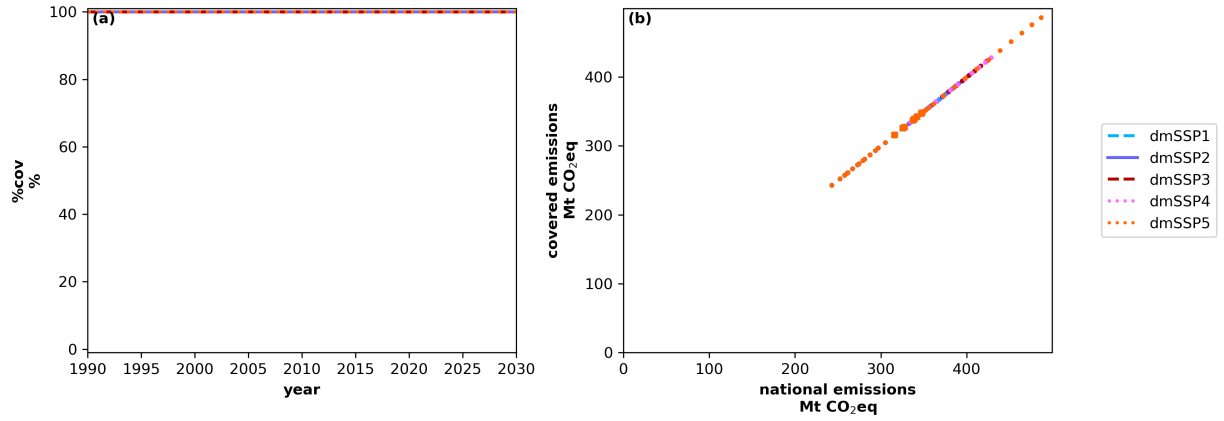 (a)
100
80
60
40
20
0
%cov
%
1990 1995 2000 2005 2010 2015 2020 2025 2030
year
(b)
400
300
200
100
0
covered emissions
Mt CO₂eq
0 100 200 300 400
national emissions
Mt CO₂eq
dmSSP1
dmSSP2
dmSSP3
dmSSP4
dmSSP5